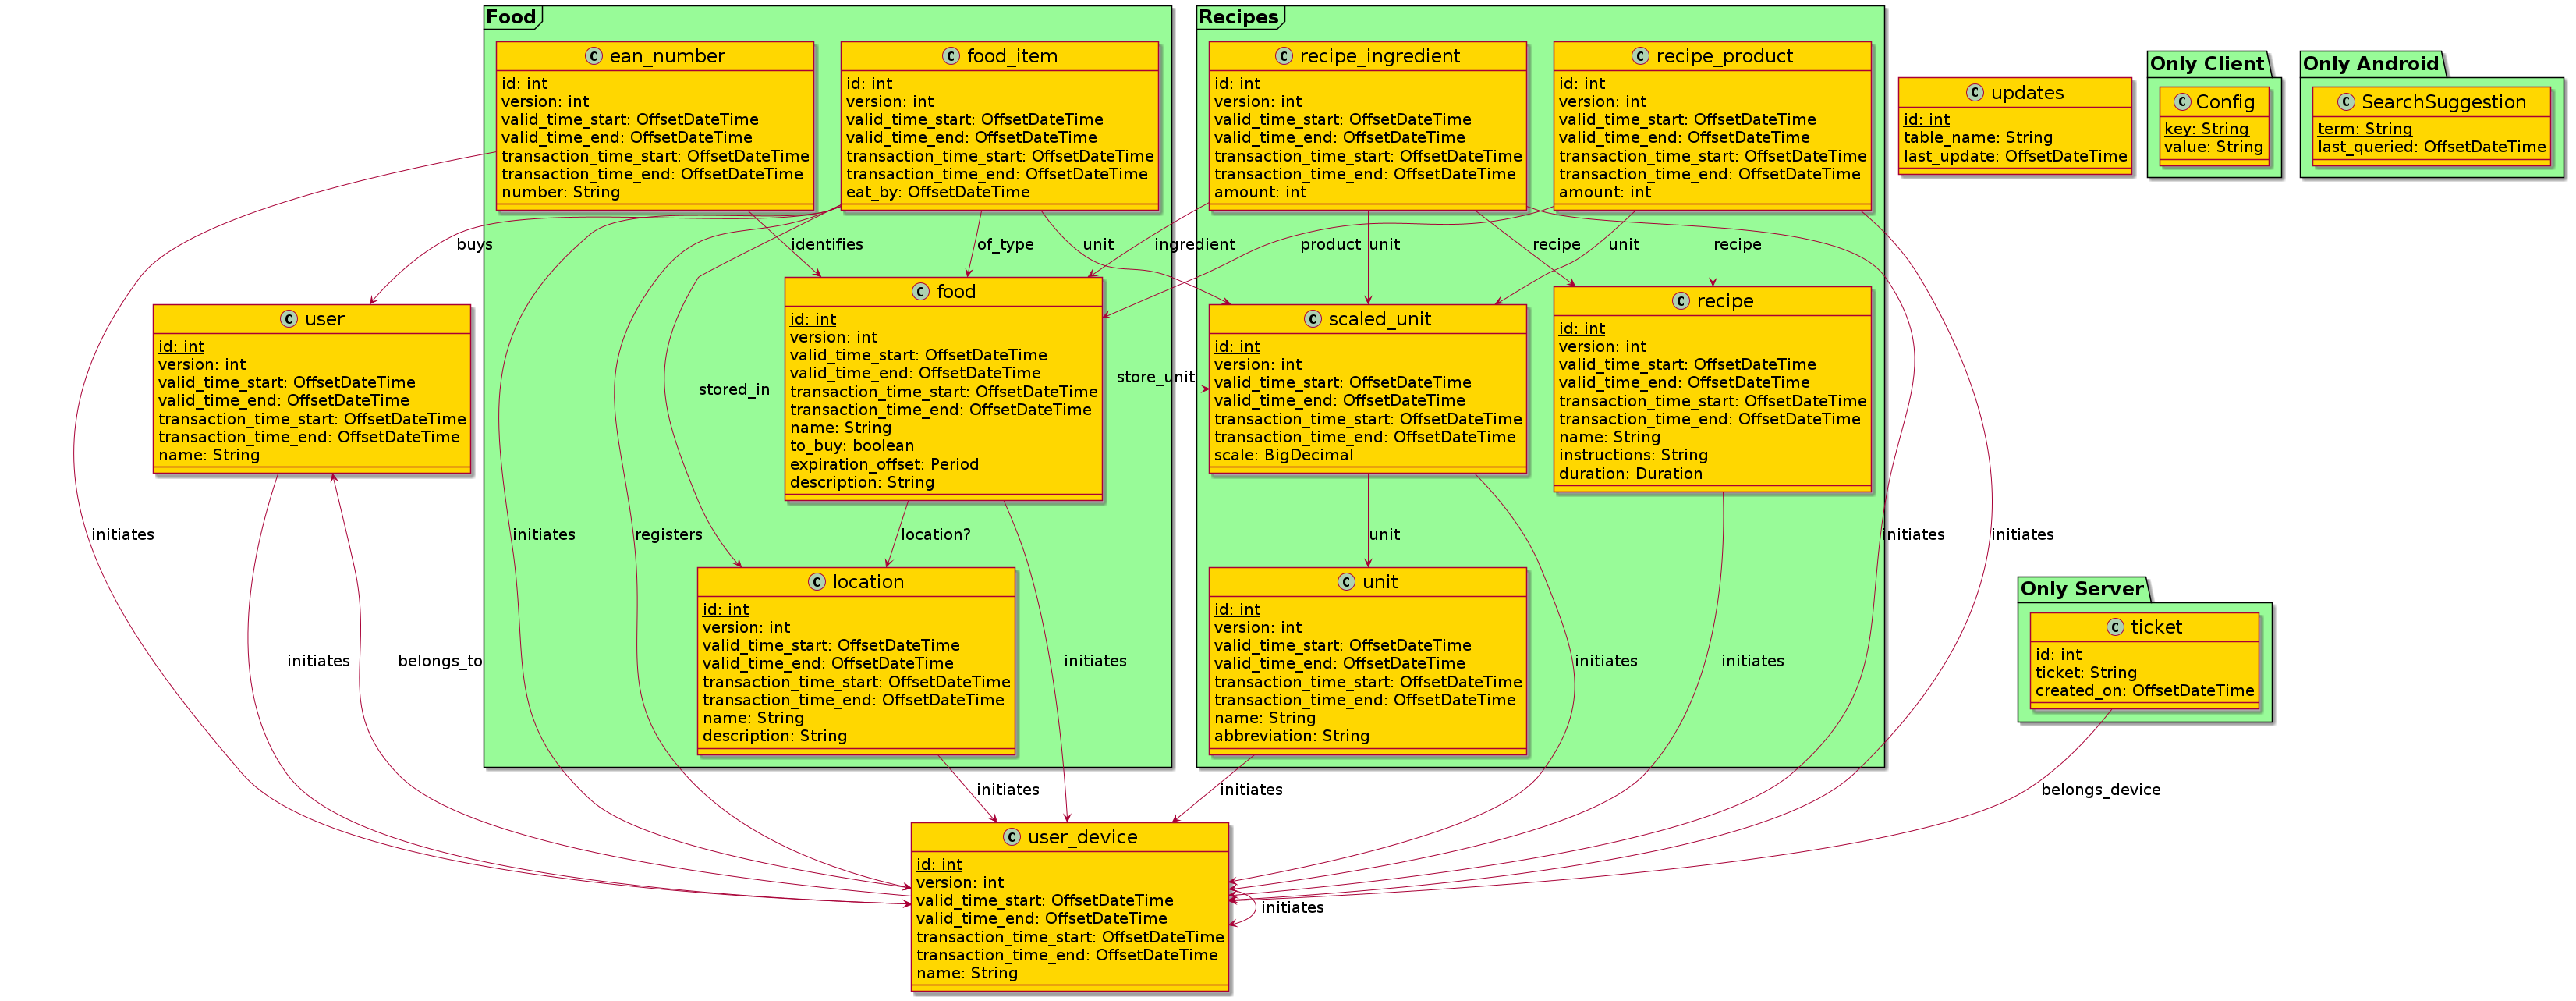 Food
C ean_number
id: int
version: int
valid_time_start: OffsetDateTime
valid_time_end: OffsetDateTime
transaction_time_start: OffsetDateTime
transaction_time_end: OffsetDateTime
number: String
C food_item
id: int
version: int
valid_time_start: OffsetDateTime
valid_time_end: OffsetDateTime
transaction_time_start: OffsetDateTime
transaction_time_end: OffsetDateTime
eat_by: OffsetDateTime
Recipes
C recipe_ingredient
id: int
version: int
valid_time_start: OffsetDateTime
valid_time_end: OffsetDateTime
transaction_time_start: OffsetDateTime
transaction_time_end: OffsetDateTime
amount: int
C recipe_product
id: int
version: int
valid_time_start: OffsetDateTime
valid_time_end: OffsetDateTime
transaction_time_start: OffsetDateTime
transaction_time_end: OffsetDateTime
amount: int
C updates
id: int
table_name: String
last_update: OffsetDateTime
Only Client
C Config
key: String
value: String
Only Android
C SearchSuggestion
term: String
last_queried: OffsetDateTime
buys
identifies
of_type
unit
ingredient
product
unit
recipe
unit
recipe
C user
id: int
version: int
valid_time_start: OffsetDateTime
valid_time_end: OffsetDateTime
transaction_time_start: OffsetDateTime
transaction_time_end: OffsetDateTime
name: String
stored_in
C food
id: int
version: int
valid_time_start: OffsetDateTime
valid_time_end: OffsetDateTime
transaction_time_start: OffsetDateTime
transaction_time_end: OffsetDateTime
name: String
to_buy: boolean
expiration_offset: Period
description: String
store_unit
C scaled_unit
id: int
version: int
valid_time_start: OffsetDateTime
valid_time_end: OffsetDateTime
transaction_time_start: OffsetDateTime
transaction_time_end: OffsetDateTime
scale: BigDecimal
C recipe
id: int
version: int
valid_time_start: OffsetDateTime
valid_time_end: OffsetDateTime
transaction_time_start: OffsetDateTime
transaction_time_end: OffsetDateTime
name: String
instructions: String
duration: Duration
initiates
initiates
registers
location?
unit
initiates
initiates
initiates
belongs_to
C location
id: int
version: int
valid_time_start: OffsetDateTime
valid_time_end: OffsetDateTime
transaction_time_start: OffsetDateTime
transaction_time_end: OffsetDateTime
name: String
description: String
initiates
C unit
id: int
version: int
valid_time_start: OffsetDateTime
valid_time_end: OffsetDateTime
transaction_time_start: OffsetDateTime
transaction_time_end: OffsetDateTime
name: String
abbreviation: String
initiates
initiates
Only Server
C ticket
id: int
ticket: String
created_on: OffsetDateTime
initiates
initiates
belongs_device
C user_device
id: int
version: int
valid_time_start: OffsetDateTime
valid_time_end: OffsetDateTime
transaction_time_start: OffsetDateTime
transaction_time_end: OffsetDateTime
name: String
initiates